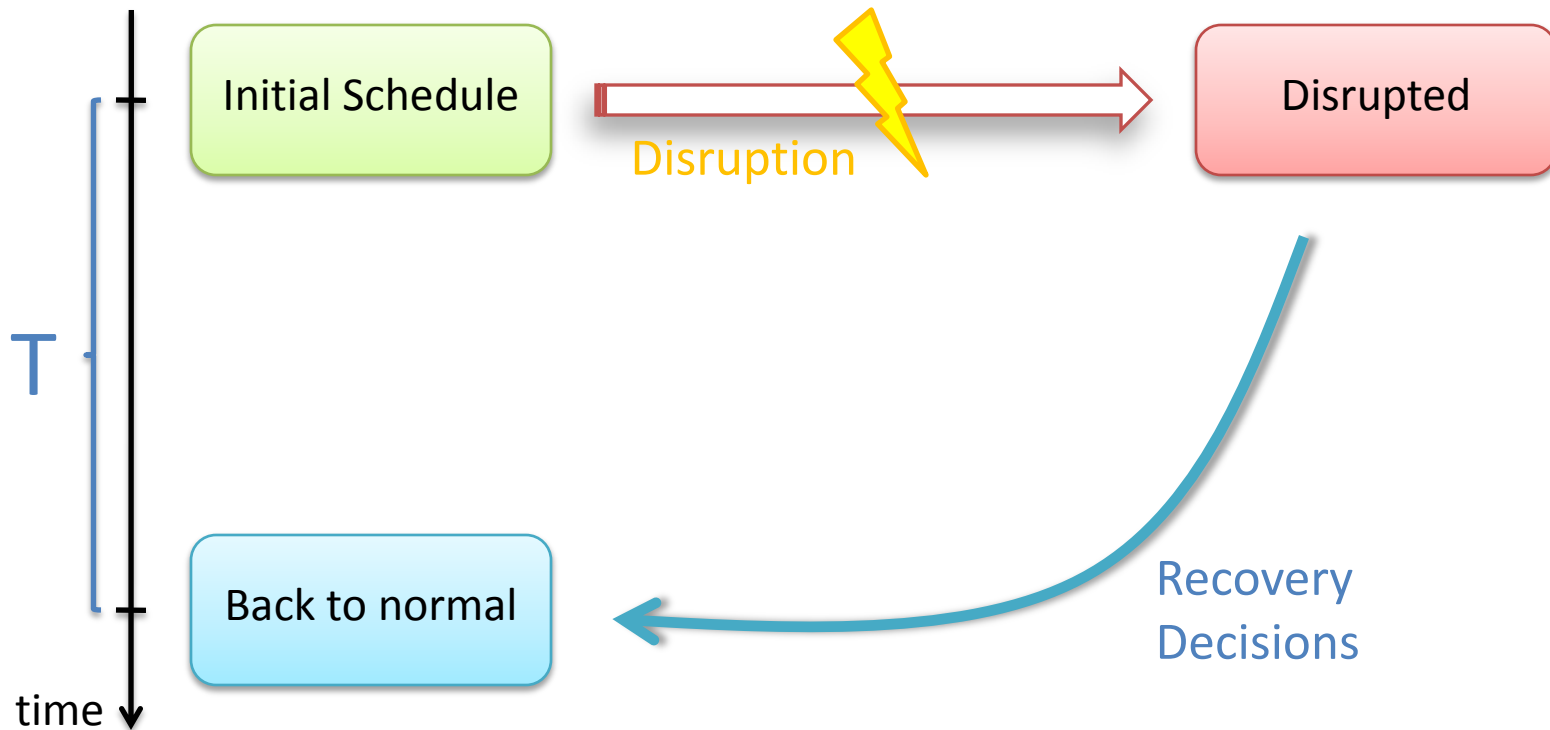 Initial Schedule
Disrupted
Disruption
T
Back to normal
Recovery
Decisions
time